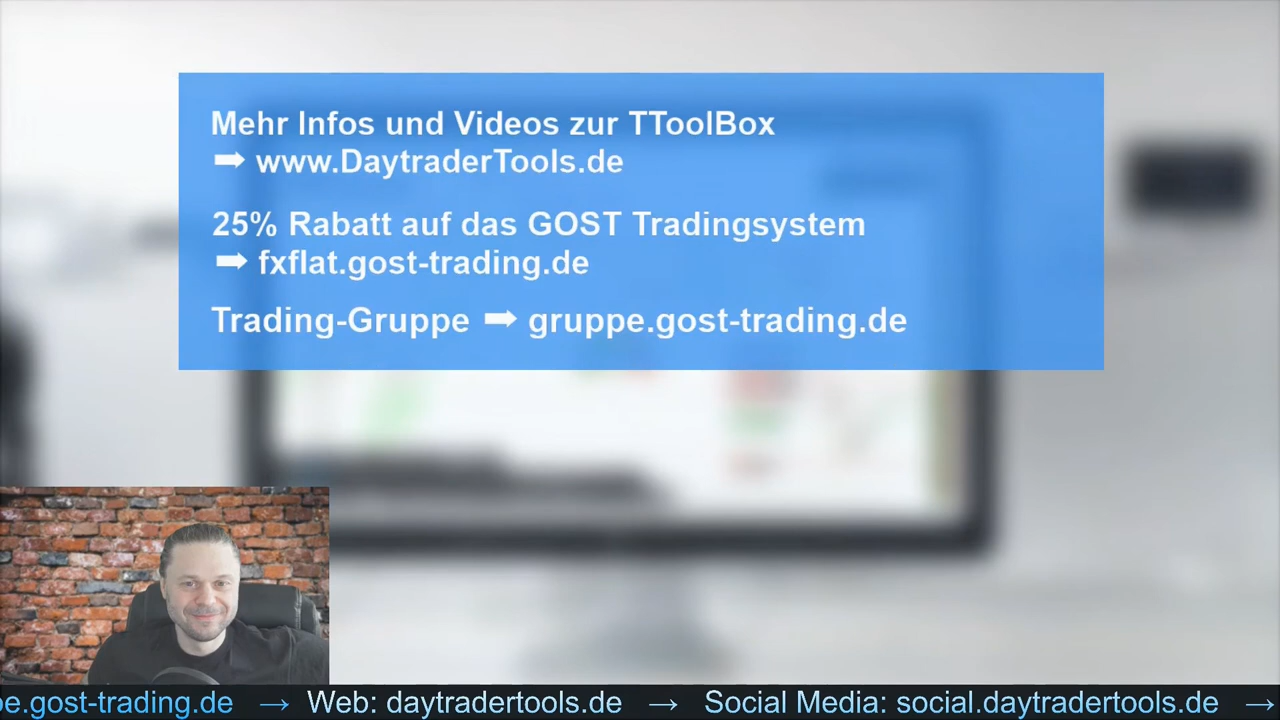 Mehr Infos und Videos zur TToolBox
➡ www.DaytraderTools.de
25% Rabatt auf das GOST Tradingsystem
➡ fxflat.gost-trading.de
Trading-Gruppe ➡ gruppe.gost-trading.de
e.gost-trading.de → Web: daytradertools.de → Social Media: social.daytradertools.de →